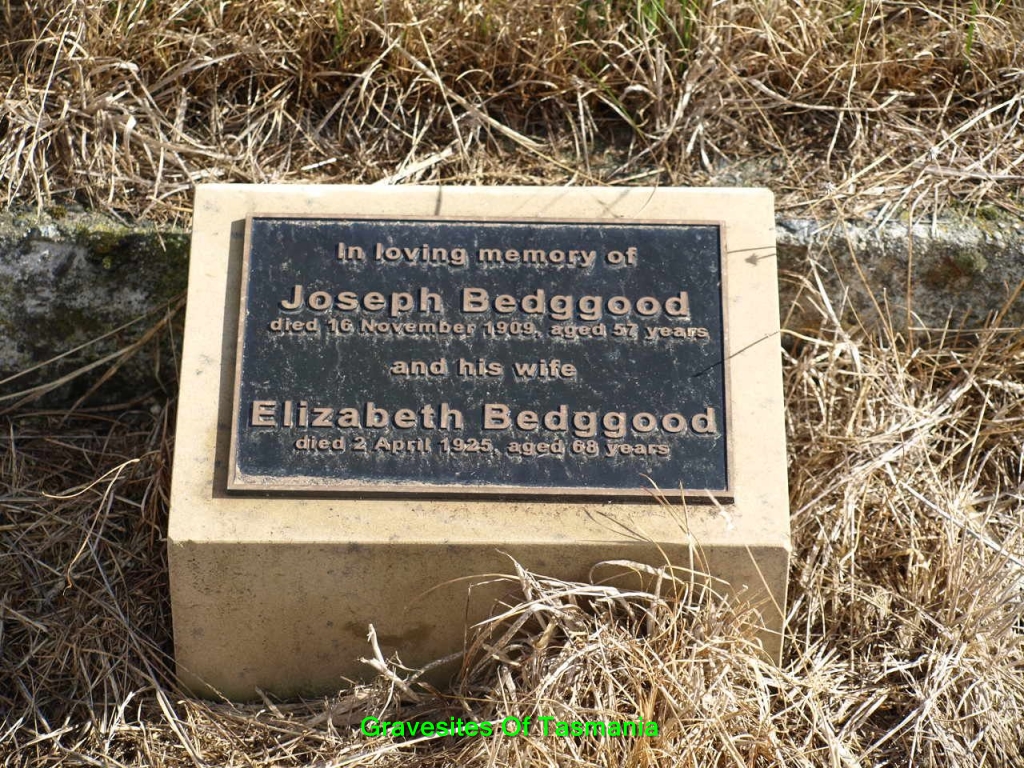 In loving memory of
Joseph Bedggood
died 16 November 1909, aged 57 years
and his wife
Elizabeth Bedggood
died 2 April 1925, aged 68 years
Gravesites Of Tasmania